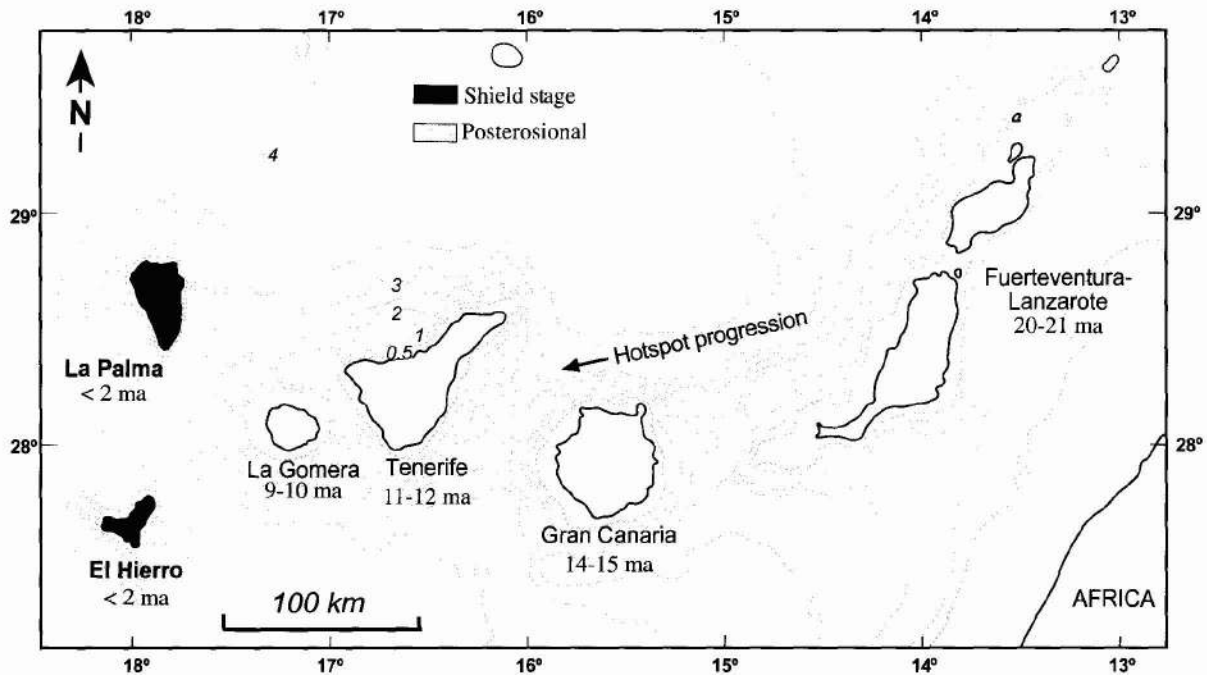 18° 17° 16° 15° 14° 13°
N
Shield stage
Posterosional
a
4
29° 29°
3
2
1
0.5
Hotspot progression
Fuerteventura-
Lanzarote
20-21 ma
La Palma
< 2 ma
28° 28°
La Gomera
9-10 ma
Tenerife
11-12 ma
Gran Canaria
14-15 ma
El Hierro
< 2 ma
100 km
AFRICA
18° 17° 16° 15° 14° 13°